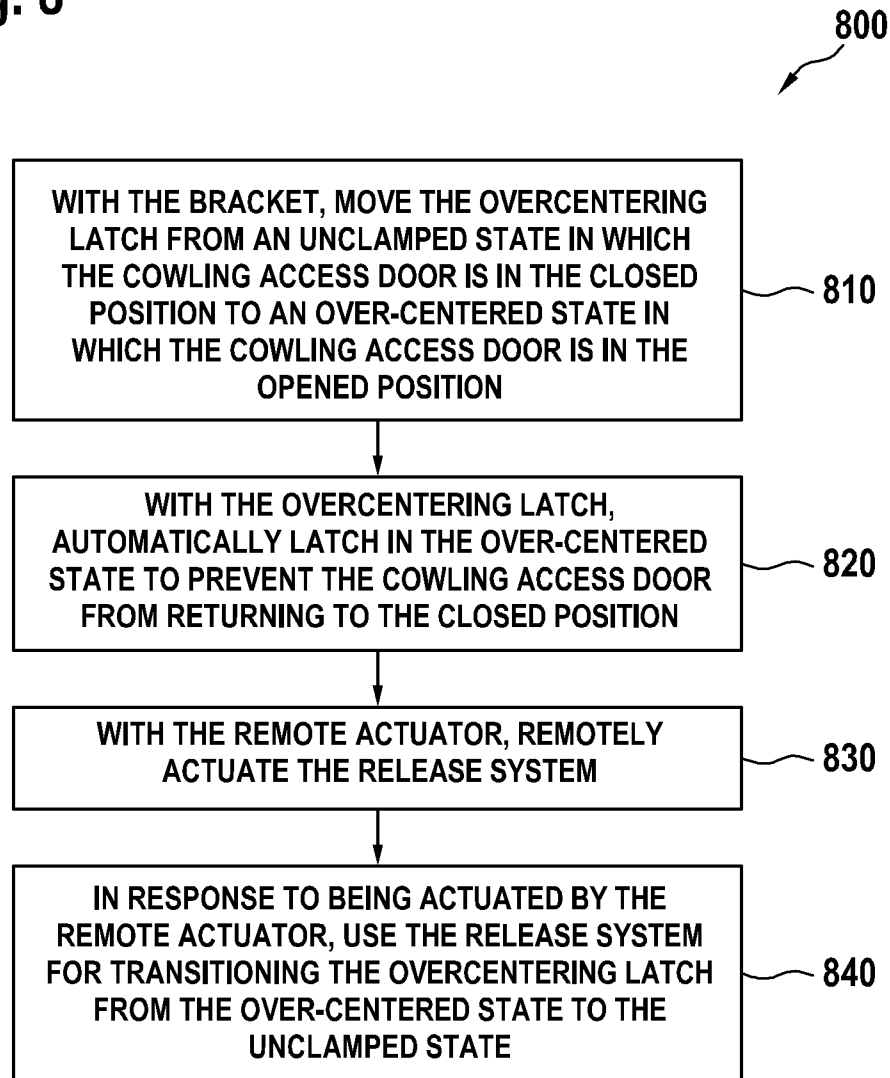 800
WITH THE BRACKET, MOVE THE OVERCENTERING
LATCH FROM AN UNCLAMPED STATE IN WHICH
THE COWLING ACCESS DOOR IS IN THE CLOSED
POSITION TO AN OVER-CENTERED STATE IN
WHICH THE COWLING ACCESS DOOR IS IN THE
OPENED POSITION
810
WITH THE OVERCENTERING LATCH,
AUTOMATICALLY LATCH IN THE OVER-CENTERED
STATE TO PREVENT THE COWLING ACCESS DOOR
FROM RETURNING TO THE CLOSED POSITION
820
WITH THE REMOTE ACTUATOR, REMOTELY
ACTUATE THE RELEASE SYSTEM
830
IN RESPONSE TO BEING ACTUATED BY THE
REMOTE ACTUATOR, USE THE RELEASE SYSTEM
FOR TRANSITIONING THE OVERCENTERING LATCH
FROM THE OVER-CENTERED STATE TO THE
UNCLAMPED STATE
840